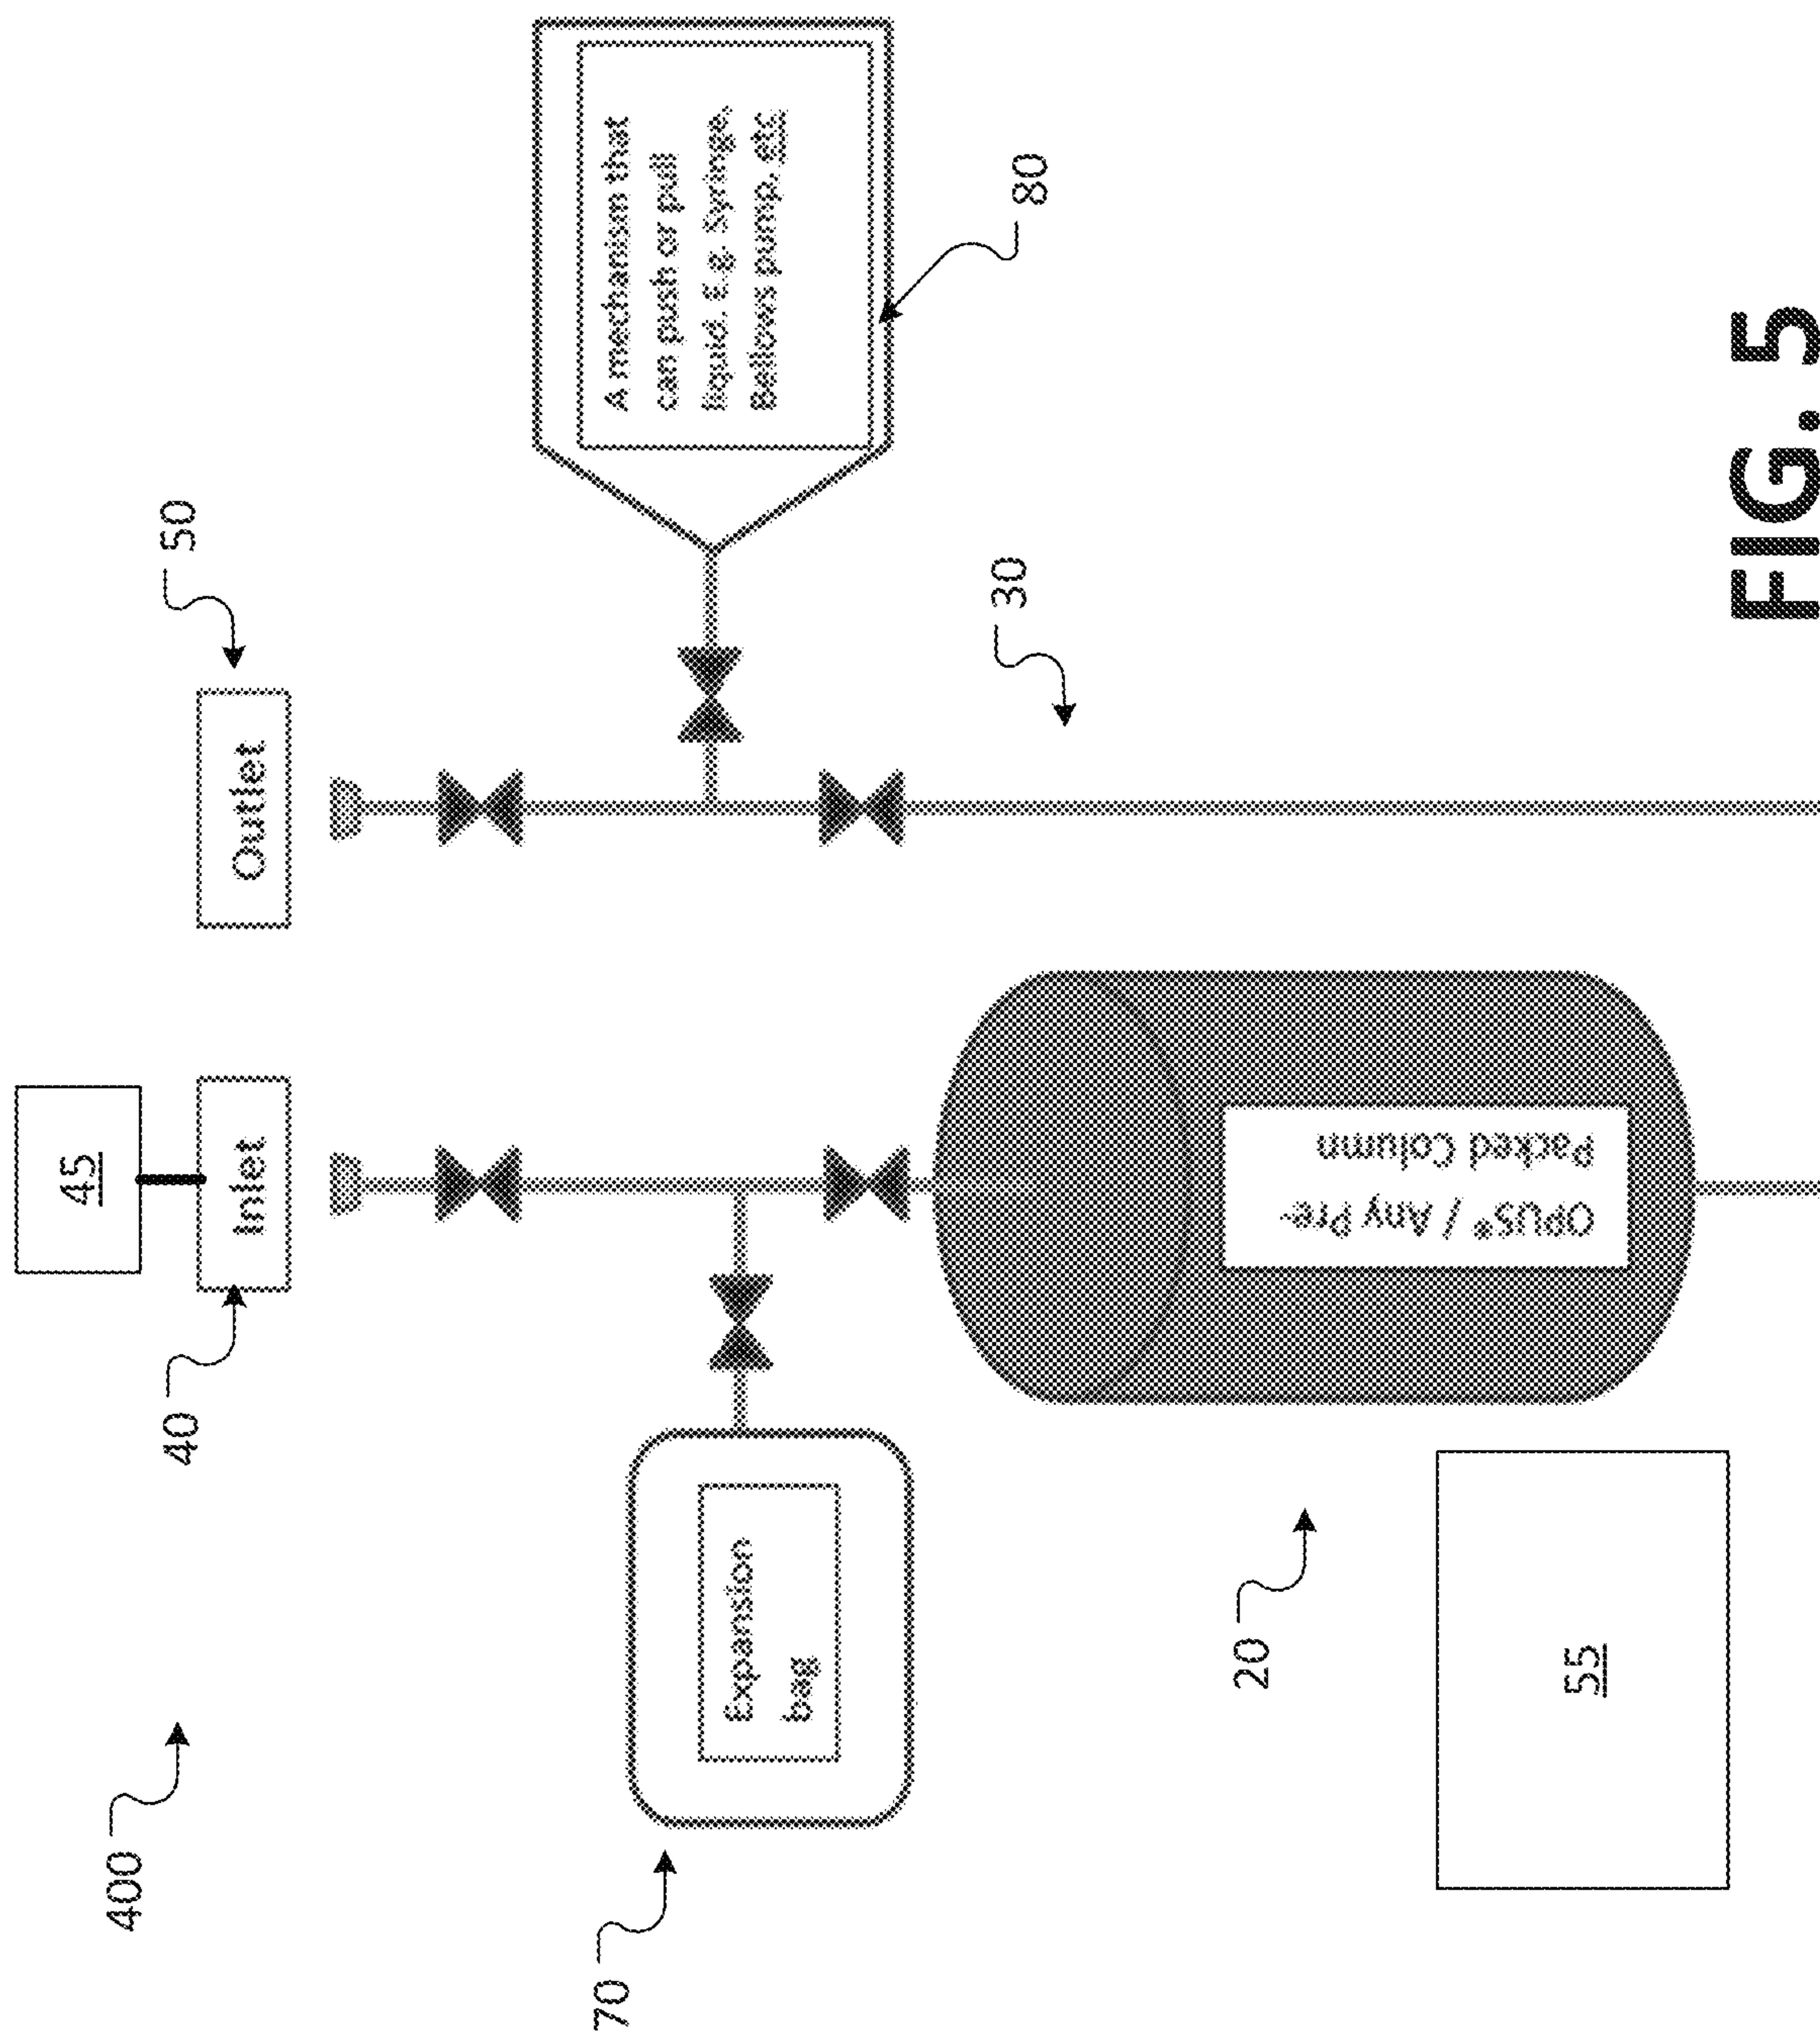 400
45
40
Inlet
50
Outlet
70
Expansion
bag
A mechanism that
can push or pull
liquid. E.g. Syringe,
Bellows pump, etc
80
30
20
OPUS® / Any Pre-
Packed Column
55
FIG. 5